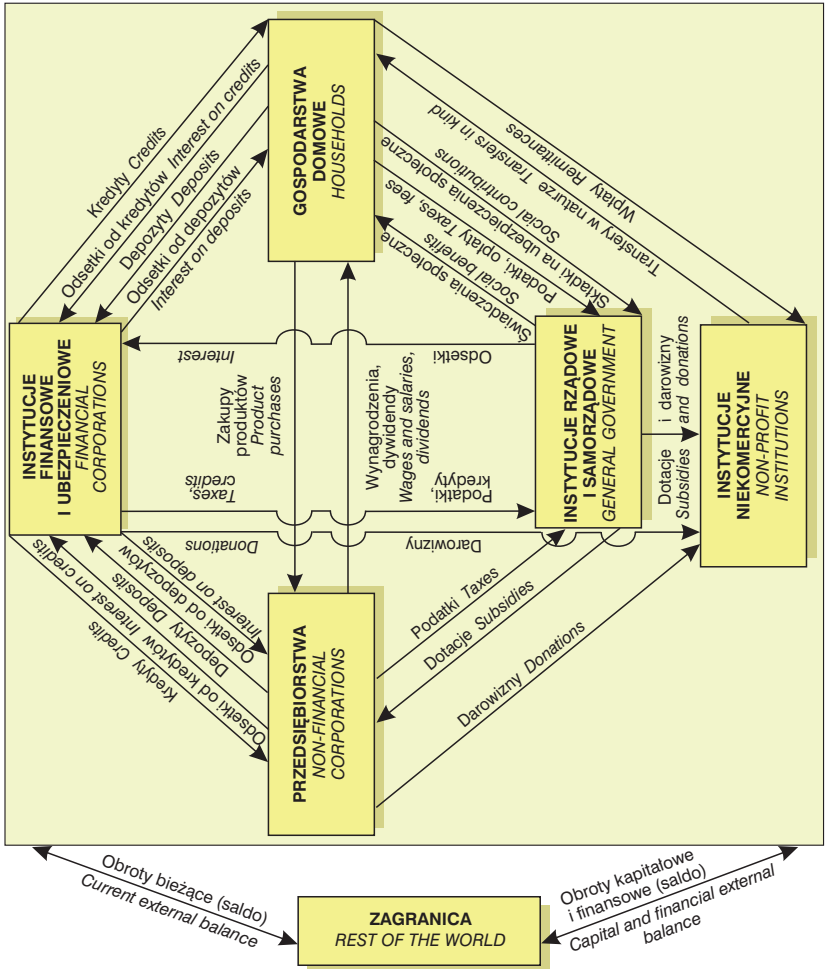 GOSPODARSTWA
DOMOWE
HOUSEHOLDS
Kredyty Credits
Odsetki od kredytów Interest on credits
Depozyty Deposits
Odsetki od depozytów
Interest on deposits
Wpłaty Remittances
Transfery w naturze Transfers in kind
Składki na ubezpieczenia społeczne
Social contributions
Podatki, opłaty Taxes, fees
Świadczenia społeczne
Social benefits
INSTYTUCJE
FINANSOWE
I UBEZPIECZENIOWE
FINANCIAL
CORPORATIONS
Odsetki
Interest
Zakupy
produktów
Product
purchases
Wynagrodzenia,
dywidendy
Wages and salaries,
dividends
INSTYTUCJE RZĄDOWE
I SAMORZĄDOWE
GENERAL GOVERNMENT
Dotacje i darowizny
Subsidies and donations
INSTYTUCJE
NIEKOMERCYJNE
NON-PROFIT
INSTITUTIONS
Podatki,
kredyty
Taxes,
credits
Darowizny
Donations
Kredyty Credits
Odsetki od kredytów Interest on credits
Depozyty Deposits
Odsetki od depozytów
Interest on deposits
PRZEDSIĘBIORSTWA
NON-FINANCIAL
CORPORATIONS
Podatki Taxes
Dotacje Subsidies
Darowizny Donations
Obroty bieżące (saldo)
Current external balance
ZAGRANICA
REST OF THE WORLD
Obroty kapitałowe
i finansowe (saldo)
Capital and financial external
balance